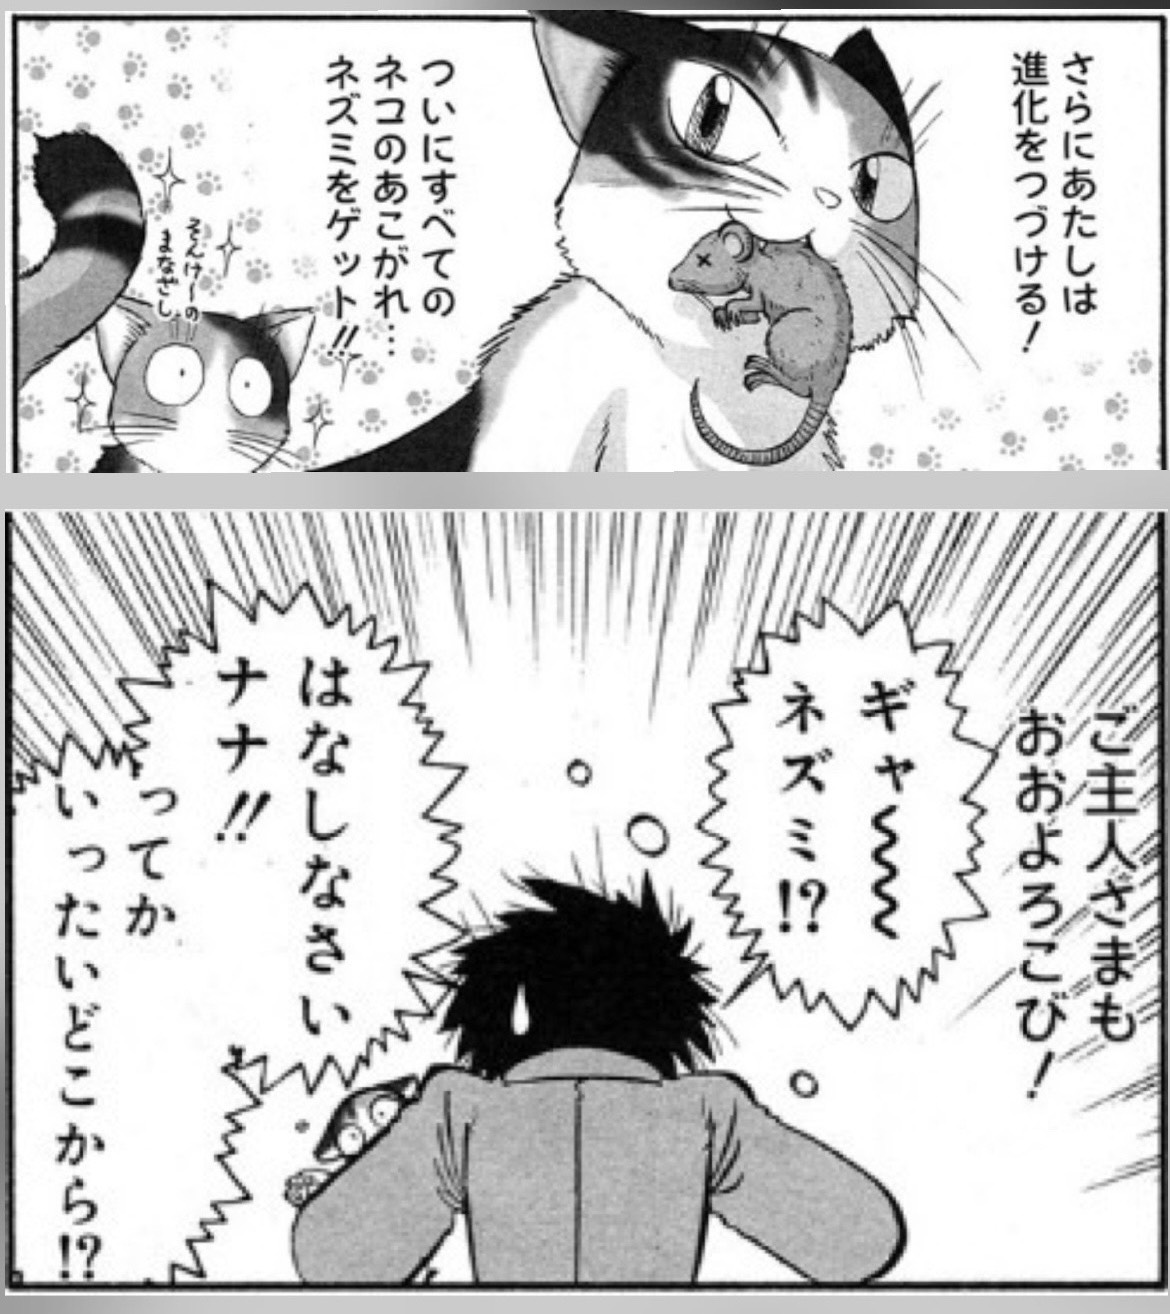 さらにあたしは
進化をつづける！
ついにすべての
ネコのあこがれ…
ネズミをゲット!!
そんけーの
まなざし
ご主人さまも
おおよろこび！
ギャ〜〜〜
ネズミ!?
はなしなさい
ナナ!!
ってか
いったいどこから!?